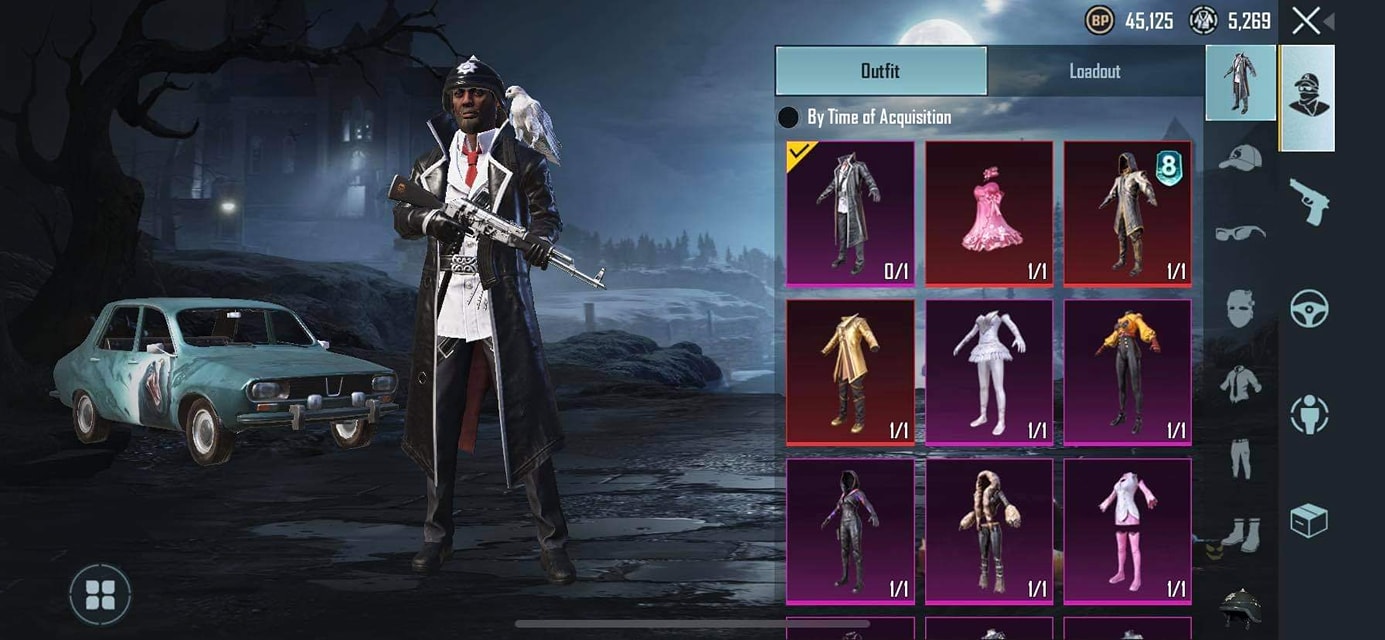 BP 45,125 5,269
Outfit Loadout
By Time of Acquisition
8
0/1 1/1 1/1
1/1 1/1 1/1
1/1 1/1 1/1